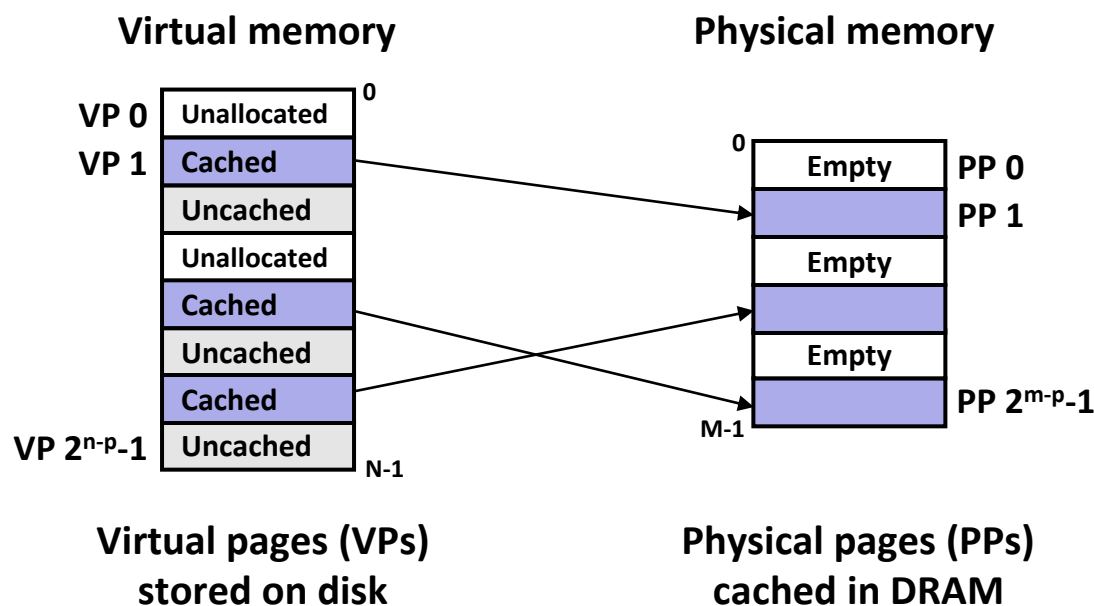 Virtual memory
Physical memory
0
VP 0
Unallocated
VP 1
Cached
Uncached
Unallocated
Cached
Uncached
Cached
VP 2ⁿ⁻ᵖ-1
Uncached
N-1
0
Empty
PP 0
PP 1
Empty
Empty
PP 2ᵐ⁻ᵖ-1
M-1
Virtual pages (VPs)
stored on disk
Physical pages (PPs)
cached in DRAM